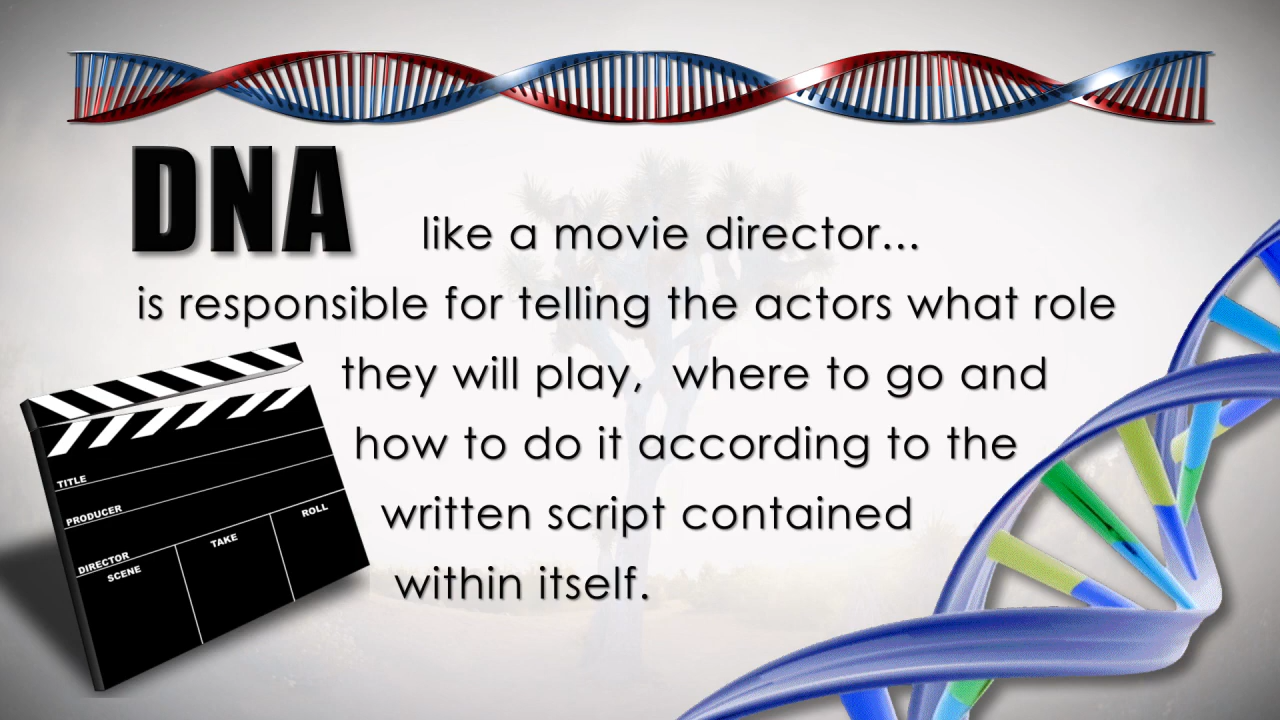 DNA like a movie director...
is responsible for telling the actors what role
they will play, where to go and
how to do it according to the
written script contained
within itself.
TITLE
PRODUCER
DIRECTOR
SCENE
TAKE
ROLL